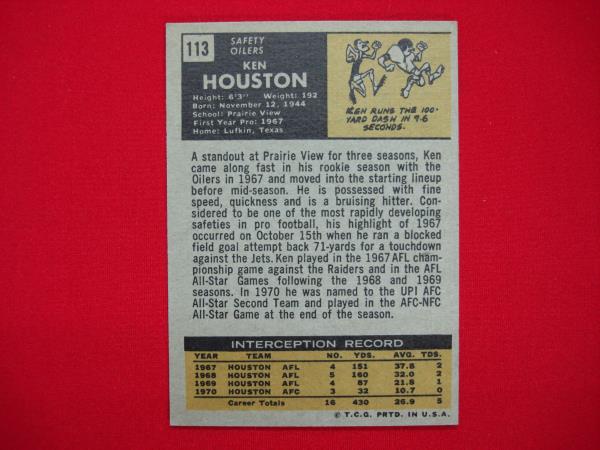 113
SAFETY
OILERS
KEN
HOUSTON
Height: 6'3" Weight: 192
Born: November 12, 1944
School: Prairie View
First Year Pro: 1967
Home: Lufkin, Texas
KEN RUNS THE 100-
YARD DASH IN 9.6
SECONDS.
A standout at Prairie View for three seasons, Ken
came along fast in his rookie season with the
Oilers in 1967 and moved into the starting lineup
before mid-season. He is possessed with fine
speed, quickness and is a bruising hitter. Con-
sidered to be one of the most rapidly developing
safeties in pro football, his highlight of 1967
occurred on October 15th when he ran a blocked
field goal attempt back 71-yards for a touchdown
against the Jets. Ken played in the 1967 AFL cham-
pionship game against the Raiders and in the AFL
All-Star Games following the 1968 and 1969
seasons. In 1970 he was named to the UPI AFC
All-Star Second Team and played in the AFC-NFC
All-Star Game at the end of the season.
INTERCEPTION RECORD
YEAR TEAM NO. YDS. AVG. TDS.
1967 HOUSTON AFL 4 151 37.8 2
1968 HOUSTON AFL 5 160 32.0 2
1969 HOUSTON AFL 4 87 21.8 1
1970 HOUSTON AFC 3 32 10.7 0
Career Totals 16 430 26.9 5
© T.C.G. PRTD. IN U.S.A.